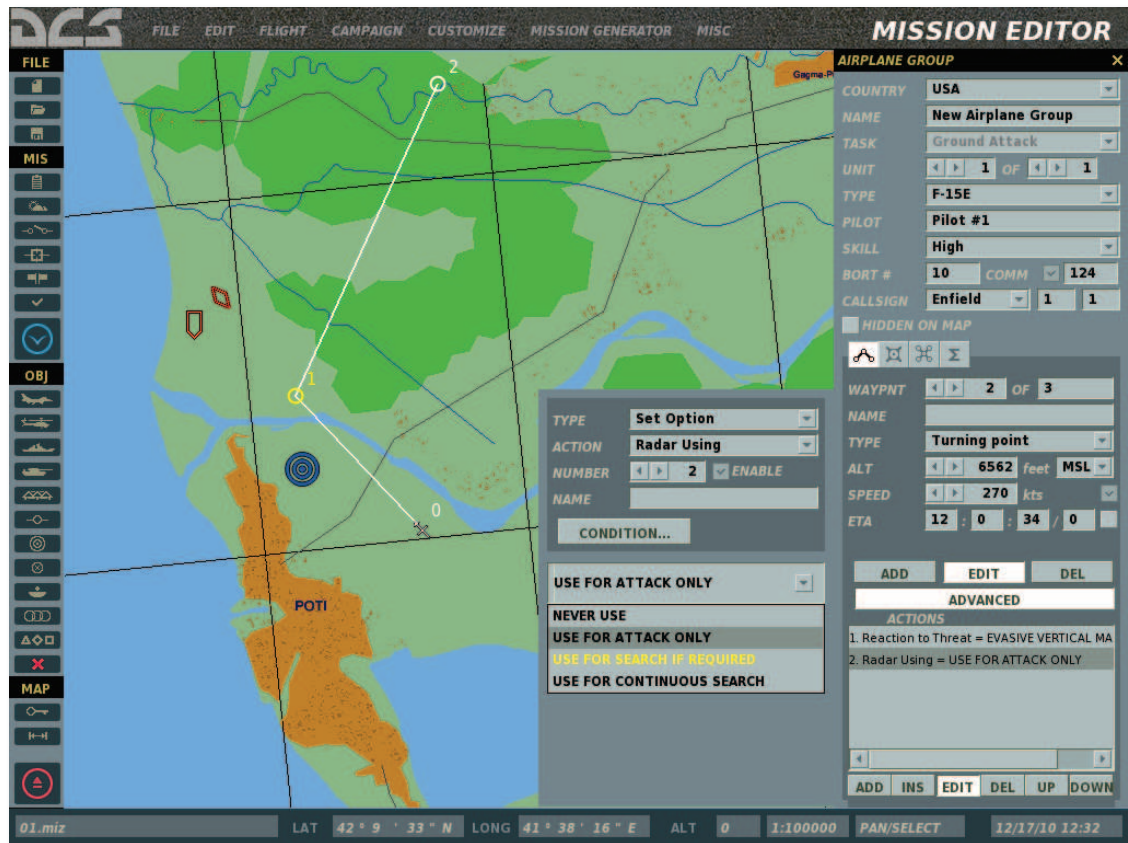 DCS FILE EDIT FLIGHT CAMPAIGN CUSTOMIZE MISSION GENERATOR MISC MISSION EDITOR
FILE
MIS
OBJ
MAP
2
1
0
POTI
TYPE Set Option
ACTION Radar Using
NUMBER 2 ENABLE
NAME
CONDITION...
USE FOR ATTACK ONLY
NEVER USE
USE FOR ATTACK ONLY
USE FOR SEARCH IF REQUIRED
USE FOR CONTINUOUS SEARCH
AIRPLANE GROUP X
COUNTRY USA
NAME New Airplane Group
TASK Ground Attack
UNIT 1 OF 1
TYPE F-15E
PILOT Pilot #1
SKILL High
BORT # 10 COMM 124
CALLSIGN Enfield 1 1
HIDDEN ON MAP
Σ
WAYPNT 2 OF 3
NAME
TYPE Turning point
ALT 6562 feet MSL
SPEED 270 kts
ETA 12 : 0 : 34 / 0
ADD EDIT DEL
ADVANCED
ACTIONS
1. Reaction to Threat = EVASIVE VERTICAL MA
2. Radar Using = USE FOR ATTACK ONLY
ADD INS EDIT DEL UP DOWN
01.miz LAT 42 ° 9 ' 33 " N LONG 41 ° 38 ' 16 " E ALT 0 1:100000 PAN/SELECT 12/17/10 12:32